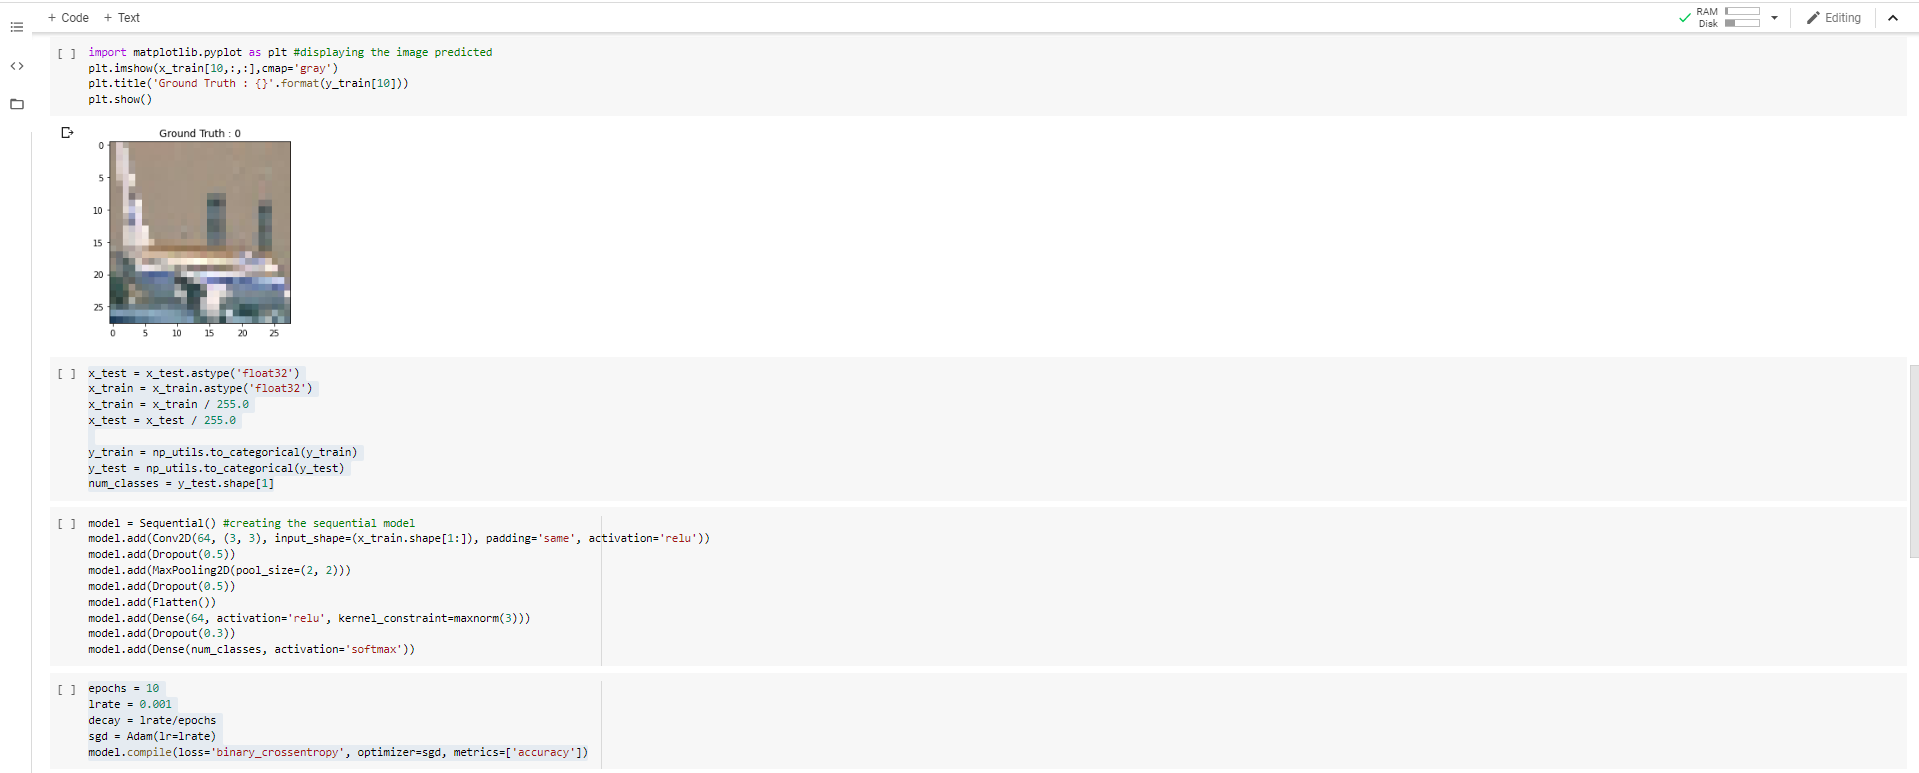 + Code + Text
RAM
Disk
Editing
[ ] import matplotlib.pyplot as plt #displaying the image predicted
plt.imshow(x_train[10,:,:],cmap='gray')
plt.title('Ground Truth : {}'.format(y_train[10]))
plt.show()
Ground Truth : 0
0
5
10
15
20
25
0 5 10 15 20 25
[ ] x_test = x_test.astype('float32')
x_train = x_train.astype('float32')
x_train = x_train / 255.0
x_test = x_test / 255.0
y_train = np_utils.to_categorical(y_train)
y_test = np_utils.to_categorical(y_test)
num_classes = y_test.shape[1]
[ ] model = Sequential() #creating the sequential model
model.add(Conv2D(64, (3, 3), input_shape=(x_train.shape[1:]), padding='same', activation='relu'))
model.add(Dropout(0.5))
model.add(MaxPooling2D(pool_size=(2, 2)))
model.add(Dropout(0.5))
model.add(Flatten())
model.add(Dense(64, activation='relu', kernel_constraint=maxnorm(3)))
model.add(Dropout(0.3))
model.add(Dense(num_classes, activation='softmax'))
[ ] epochs = 10
lrate = 0.001
decay = lrate/epochs
sgd = Adam(lr=lrate)
model.compile(loss='binary_crossentropy', optimizer=sgd, metrics=['accuracy'])